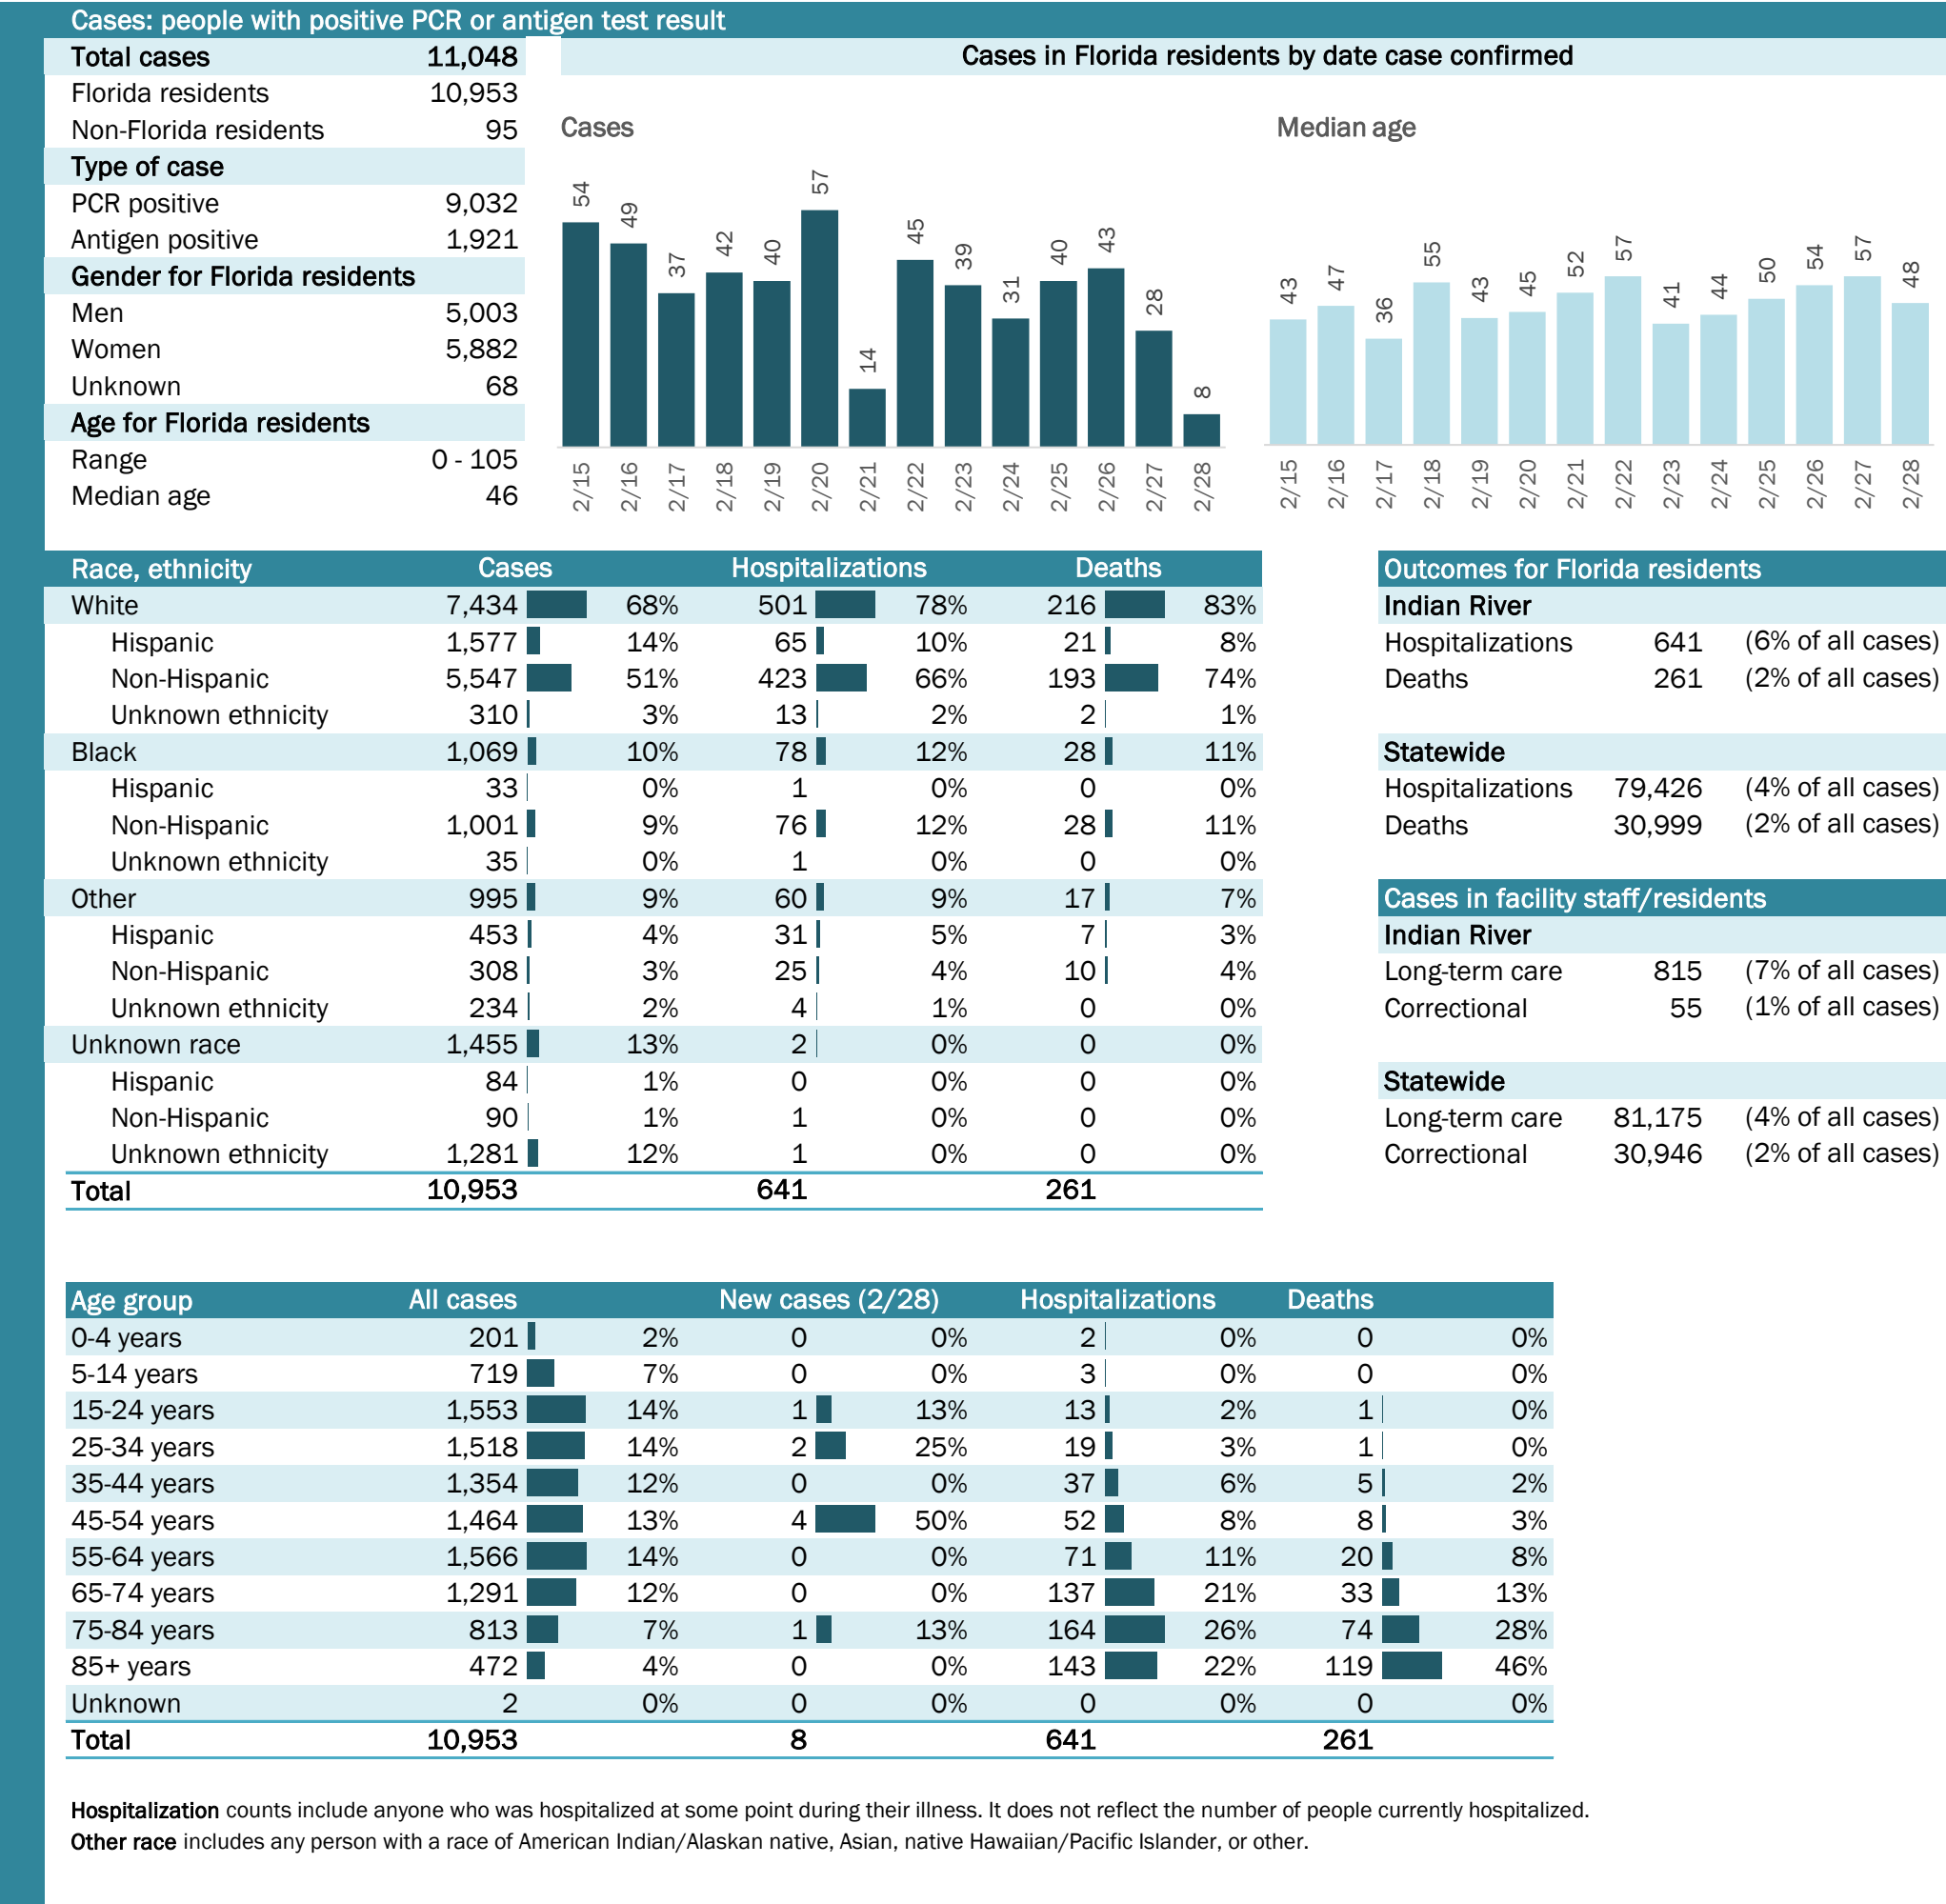 Cases: people with positive PCR or antigen test result
Total cases 11,048
Florida residents 10,953
Non-Florida residents 95
Type of case
PCR positive 9,032
Antigen positive 1,921
Gender for Florida residents
Men 5,003
Women 5,882
Unknown 68
Age for Florida residents
Range 0 - 105
Median age 46
Cases in Florida residents by date case confirmed
Cases
54 49 37 42 40 57 14 45 39 31 40 43 28 8
2/15 2/16 2/17 2/18 2/19 2/20 2/21 2/22 2/23 2/24 2/25 2/26 2/27 2/28
Median age
43 47 36 55 43 45 52 57 41 44 50 54 57 48
2/15 2/16 2/17 2/18 2/19 2/20 2/21 2/22 2/23 2/24 2/25 2/26 2/27 2/28
Race, ethnicity Cases Hospitalizations Deaths
White 7,434 68% 501 78% 216 83%
Hispanic 1,577 14% 65 10% 21 8%
Non-Hispanic 5,547 51% 423 66% 193 74%
Unknown ethnicity 310 3% 13 2% 2 1%
Black 1,069 10% 78 12% 28 11%
Hispanic 33 0% 1 0% 0 0%
Non-Hispanic 1,001 9% 76 12% 28 11%
Unknown ethnicity 35 0% 1 0% 0 0%
Other 995 9% 60 9% 17 7%
Hispanic 453 4% 31 5% 7 3%
Non-Hispanic 308 3% 25 4% 10 4%
Unknown ethnicity 234 2% 4 1% 0 0%
Unknown race 1,455 13% 2 0% 0 0%
Hispanic 84 1% 0 0% 0 0%
Non-Hispanic 90 1% 1 0% 0 0%
Unknown ethnicity 1,281 12% 1 0% 0 0%
Total 10,953 641 261
Outcomes for Florida residents
Indian River
Hospitalizations 641 (6% of all cases)
Deaths 261 (2% of all cases)
Statewide
Hospitalizations 79,426 (4% of all cases)
Deaths 30,999 (2% of all cases)
Cases in facility staff/residents
Indian River
Long-term care 815 (7% of all cases)
Correctional 55 (1% of all cases)
Statewide
Long-term care 81,175 (4% of all cases)
Correctional 30,946 (2% of all cases)
Age group All cases New cases (2/28) Hospitalizations Deaths
0-4 years 201 2% 0 0% 2 0% 0 0%
5-14 years 719 7% 0 0% 3 0% 0 0%
15-24 years 1,553 14% 1 13% 13 2% 1 0%
25-34 years 1,518 14% 2 25% 19 3% 1 0%
35-44 years 1,354 12% 0 0% 37 6% 5 2%
45-54 years 1,464 13% 4 50% 52 8% 8 3%
55-64 years 1,566 14% 0 0% 71 11% 20 8%
65-74 years 1,291 12% 0 0% 137 21% 33 13%
75-84 years 813 7% 1 13% 164 26% 74 28%
85+ years 472 4% 0 0% 143 22% 119 46%
Unknown 2 0% 0 0% 0 0% 0 0%
Total 10,953 8 641 261
Hospitalization counts include anyone who was hospitalized at some point during their illness. It does not reflect the number of people currently hospitalized.
Other race includes any person with a race of American Indian/Alaskan native, Asian, native Hawaiian/Pacific Islander, or other.